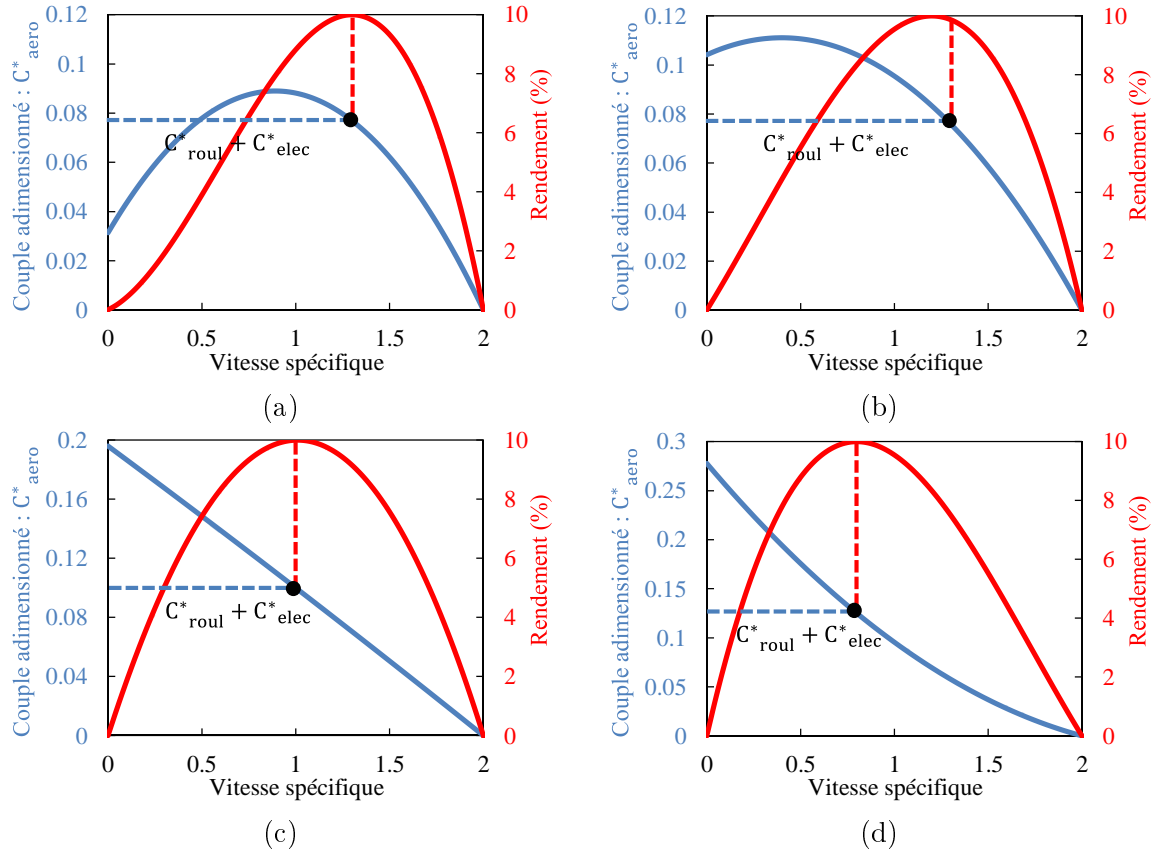 Couple adimensionné : C*aero
0.12
0.1
0.08
0.06
0.04
0.02
0
C*roul + C*elec
10
8
6
4
2
0
Rendement (%)
0 0.5 1 1.5 2
Vitesse spécifique
(a)
Couple adimensionné : C*aero
0.12
0.1
0.08
0.06
0.04
0.02
0
C*roul + C*elec
10
8
6
4
2
0
Rendement (%)
0 0.5 1 1.5 2
Vitesse spécifique
(b)
Couple adimensionné : C*aero
0.2
0.16
0.12
0.08
0.04
0
C*roul + C*elec
10
8
6
4
2
0
Rendement (%)
0 0.5 1 1.5 2
Vitesse spécifique
(c)
Couple adimensionné : C*aero
0.3
0.25
0.2
0.15
0.1
0.05
0
C*roul + C*elec
10
8
6
4
2
0
Rendement (%)
0 0.5 1 1.5 2
Vitesse spécifique
(d)